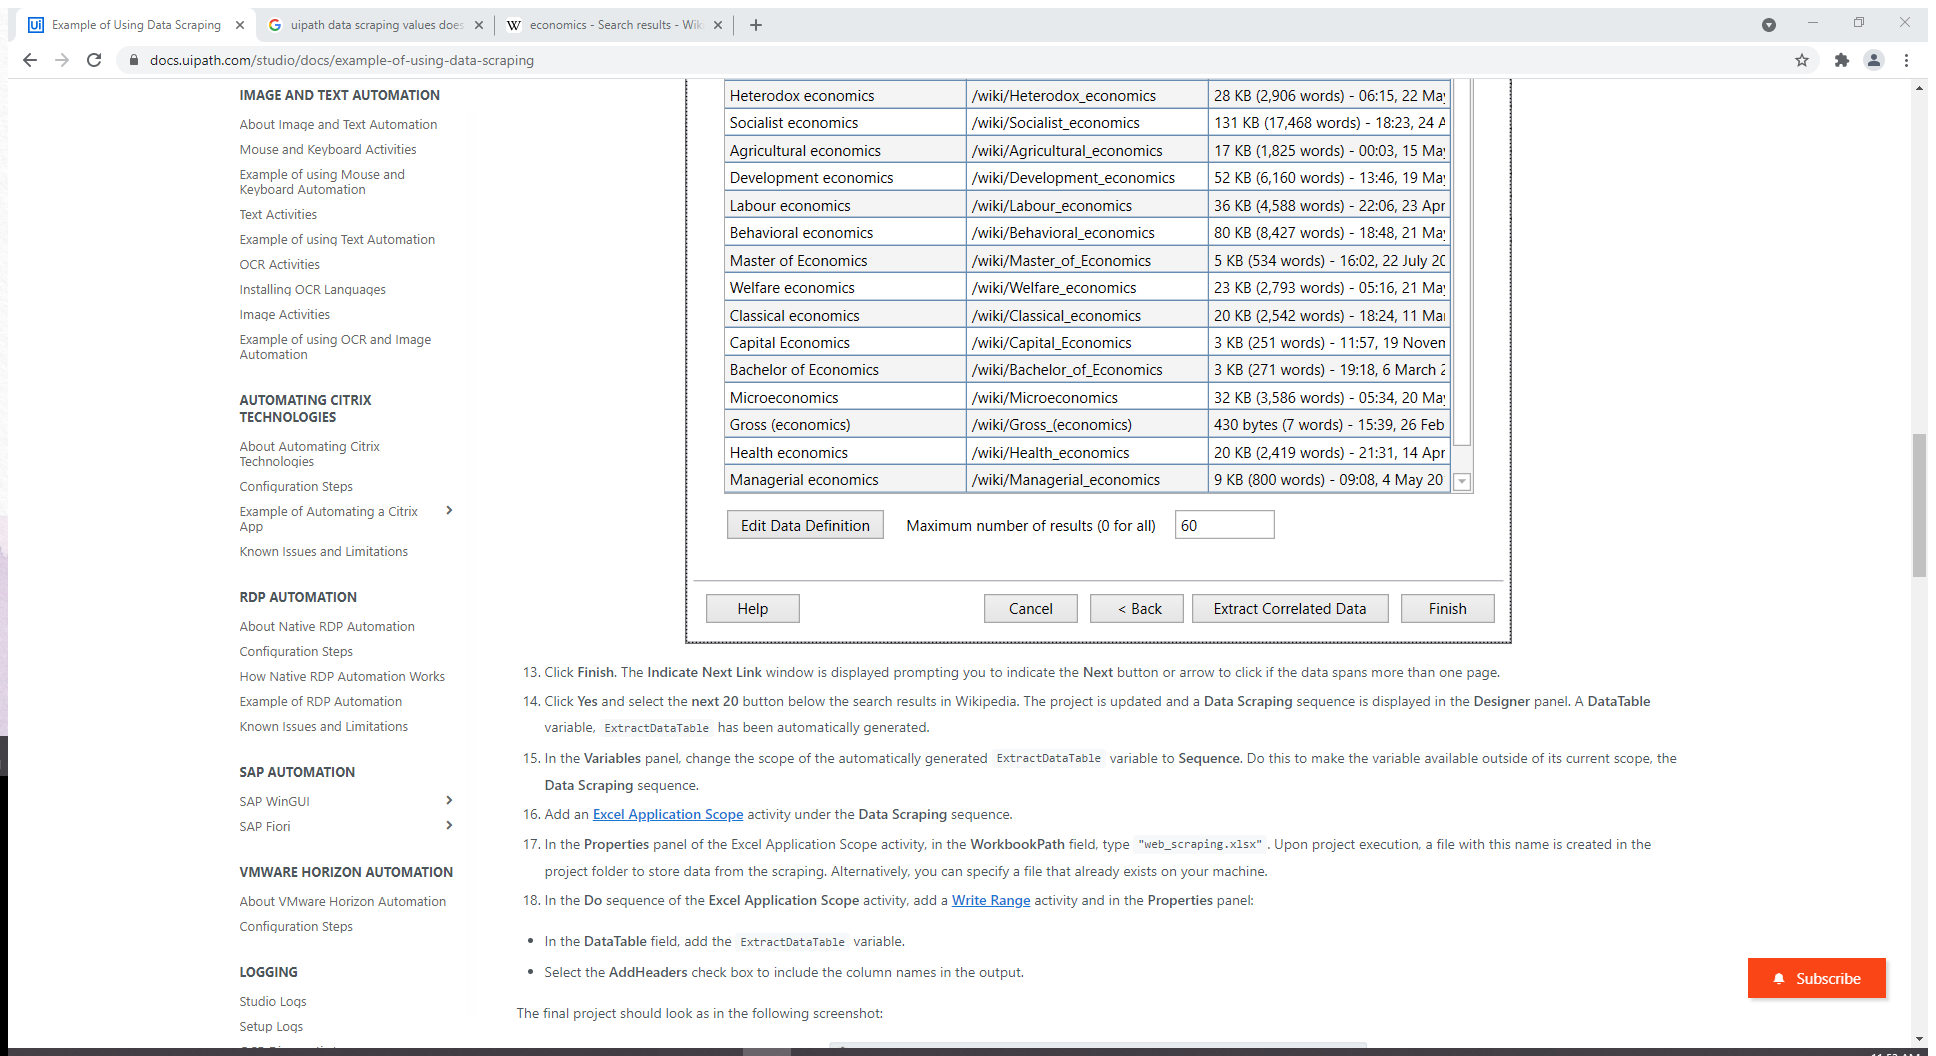 Example of Using Data Scraping
uipath data scraping values does
economics - Search results - Wiki
docs.uipath.com/studio/docs/example-of-using-data-scraping
IMAGE AND TEXT AUTOMATION
About Image and Text Automation
Mouse and Keyboard Activities
Example of using Mouse and
Keyboard Automation
Text Activities
Example of using Text Automation
OCR Activities
Installing OCR Languages
Image Activities
Example of using OCR and Image
Automation
AUTOMATING CITRIX
TECHNOLOGIES
About Automating Citrix
Technologies
Configuration Steps
Example of Automating a Citrix
App
Known Issues and Limitations
RDP AUTOMATION
About Native RDP Automation
Configuration Steps
How Native RDP Automation Works
Example of RDP Automation
Known Issues and Limitations
SAP AUTOMATION
SAP WinGUI
SAP Fiori
VMWARE HORIZON AUTOMATION
About VMware Horizon Automation
Configuration Steps
LOGGING
Studio Logs
Setup Logs
Heterodox economics /wiki/Heterodox_economics 28 KB (2,906 words) - 06:15, 22 May
Socialist economics /wiki/Socialist_economics 131 KB (17,468 words) - 18:23, 24 A
Agricultural economics /wiki/Agricultural_economics 17 KB (1,825 words) - 00:03, 15 May
Development economics /wiki/Development_economics 52 KB (6,160 words) - 13:46, 19 May
Labour economics /wiki/Labour_economics 36 KB (4,588 words) - 22:06, 23 Apr
Behavioral economics /wiki/Behavioral_economics 80 KB (8,427 words) - 18:48, 21 May
Master of Economics /wiki/Master_of_Economics 5 KB (534 words) - 16:02, 22 July 20
Welfare economics /wiki/Welfare_economics 23 KB (2,793 words) - 05:16, 21 May
Classical economics /wiki/Classical_economics 20 KB (2,542 words) - 18:24, 11 Mar
Capital Economics /wiki/Capital_Economics 3 KB (251 words) - 11:57, 19 Novem
Bachelor of Economics /wiki/Bachelor_of_Economics 3 KB (271 words) - 19:18, 6 March 2
Microeconomics /wiki/Microeconomics 32 KB (3,586 words) - 05:34, 20 May
Gross (economics) /wiki/Gross_(economics) 430 bytes (7 words) - 15:39, 26 Feb
Health economics /wiki/Health_economics 20 KB (2,419 words) - 21:31, 14 Apr
Managerial economics /wiki/Managerial_economics 9 KB (800 words) - 09:08, 4 May 20
Edit Data Definition Maximum number of results (0 for all) 60
Help Cancel < Back Extract Correlated Data Finish
13. Click Finish. The Indicate Next Link window is displayed prompting you to indicate the Next button or arrow to click if the data spans more than one page.
14. Click Yes and select the next 20 button below the search results in Wikipedia. The project is updated and a Data Scraping sequence is displayed in the Designer panel. A DataTable
variable, ExtractDataTable has been automatically generated.
15. In the Variables panel, change the scope of the automatically generated ExtractDataTable variable to Sequence. Do this to make the variable available outside of its current scope, the
Data Scraping sequence.
16. Add an Excel Application Scope activity under the Data Scraping sequence.
17. In the Properties panel of the Excel Application Scope activity, in the WorkbookPath field, type "web_scraping.xlsx" . Upon project execution, a file with this name is created in the
project folder to store data from the scraping. Alternatively, you can specify a file that already exists on your machine.
18. In the Do sequence of the Excel Application Scope activity, add a Write Range activity and in the Properties panel:
• In the DataTable field, add the ExtractDataTable variable.
• Select the AddHeaders check box to include the column names in the output.
The final project should look as in the following screenshot:
Subscribe